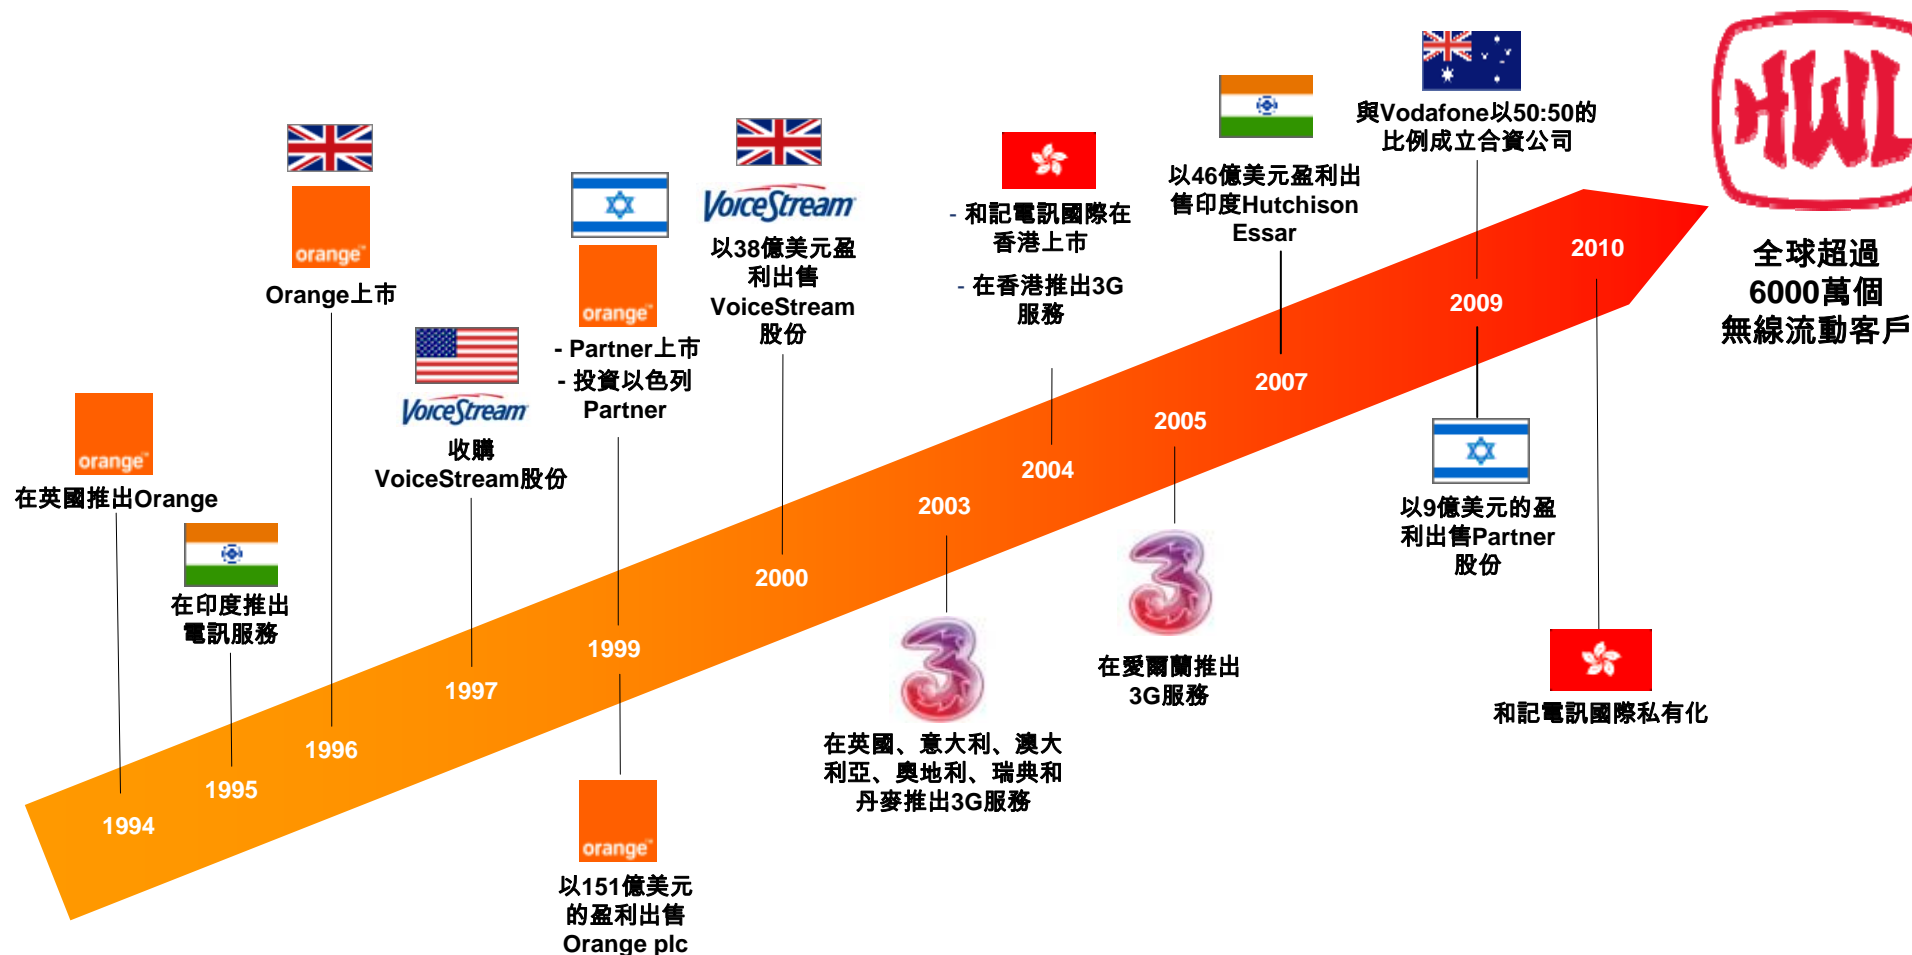 orange™
在英國推出Orange
1994
在印度推出
電訊服務
1995
orange™
Orange上市
1996
VoiceStream
收購
VoiceStream股份
1997
orange™
- Partner上市
- 投資以色列
Partner
1999
orange™
以151億美元
的盈利出售
Orange plc
VoiceStream
以38億美元盈
利出售
VoiceStream
股份
2000
2003
3
在英國、意大利、澳大
利亞、奧地利、瑞典和
丹麥推出3G服務
- 和記電訊國際在
香港上市
- 在香港推出3G
服務
2004
2005
3
在愛爾蘭推出
3G服務
以46億美元盈利出
售印度Hutchison
Essar
2007
與Vodafone以50:50的
比例成立合資公司
2009
以9億美元的盈
利出售Partner
股份
2010
和記電訊國際私有化
HWL
全球超過
6000萬個
無線流動客戶